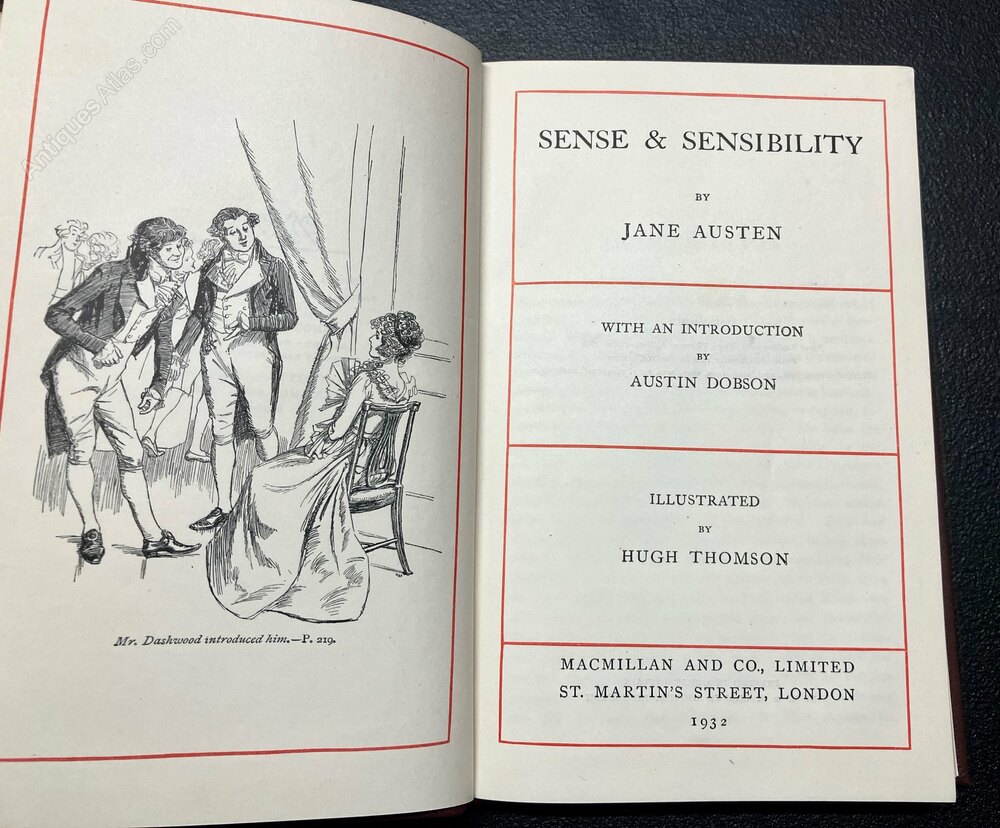 AntiquesAtlas.com
Mr. Dashwood introduced him.—P. 219.
SENSE & SENSIBILITY
BY
JANE AUSTEN
WITH AN INTRODUCTION
BY
AUSTIN DOBSON
ILLUSTRATED
BY
HUGH THOMSON
MACMILLAN AND CO., LIMITED
ST. MARTIN'S STREET, LONDON
1932